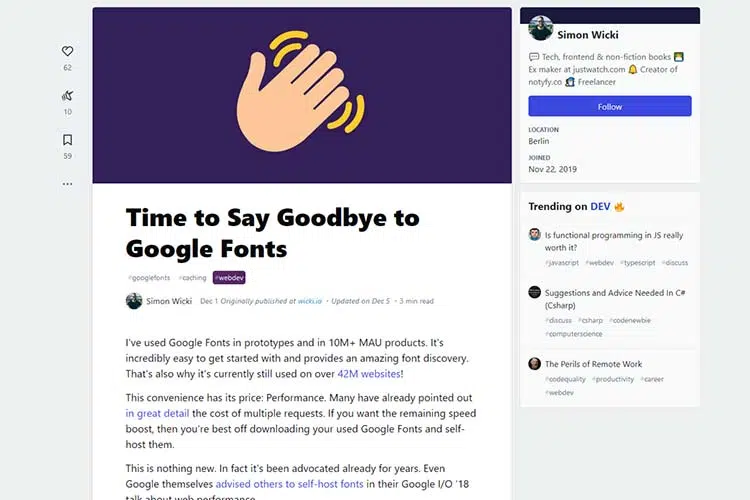 62
10
59
Time to Say Goodbye to
Google Fonts
#googlefonts #caching #webdev
Simon Wicki Dec 1 Originally published at wicki.io ・Updated on Dec 5 ・3 min read
I've used Google Fonts in prototypes and in 10M+ MAU products. It's
incredibly easy to get started with and provides an amazing font discovery.
That's also why it's currently still used on over 42M websites!
This convenience has its price: Performance. Many have already pointed out
in great detail the cost of multiple requests. If you want the remaining speed
boost, then you're best off downloading your used Google Fonts and self-
host them.
This is nothing new. In fact it's been advocated already for years. Even
Google themselves advised others to self-host fonts in their Google I/O '18
talk about web performance.
Simon Wicki
💬 Tech, frontend & non-fiction books
Ex maker at justwatch.com 🔔 Creator of
notyfy.co Freelancer
Follow
LOCATION
Berlin
JOINED
Nov 22, 2019
Trending on DEV 🔥
Is functional programming in JS really
worth it?
#javascript #webdev #typescript #discuss
Suggestions and Advice Needed In C#
(Csharp)
#discuss #csharp #codenewbie
#computerscience
The Perils of Remote Work
#codequality #productivity #career
#webdev